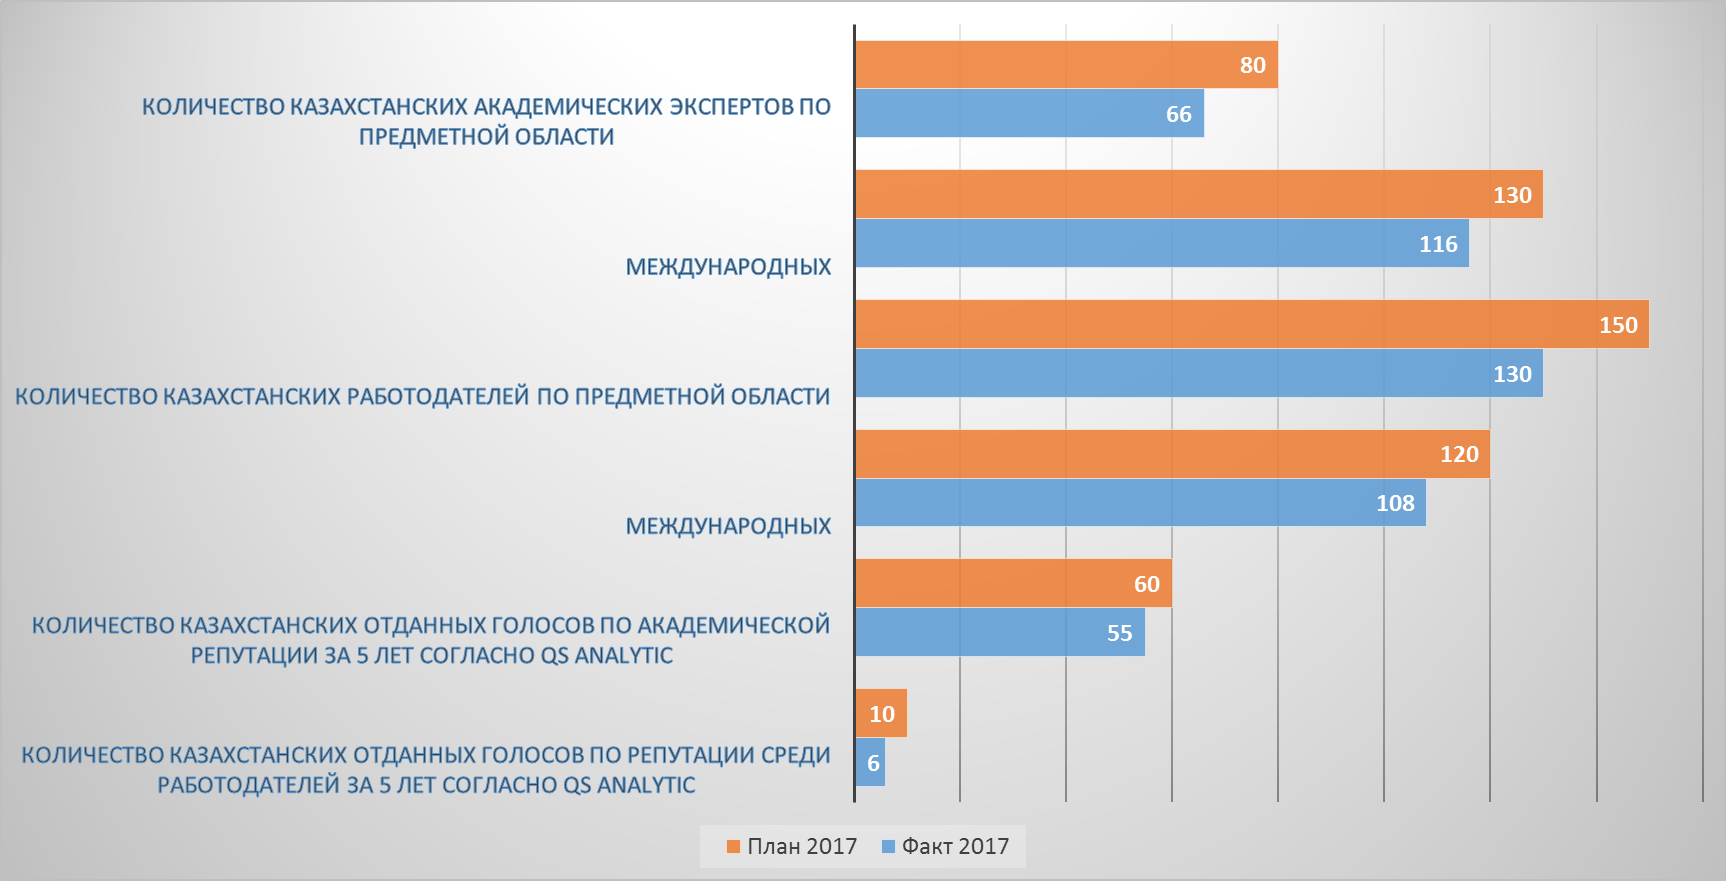 80
КОЛИЧЕСТВО КАЗАХСТАНСКИХ АКАДЕМИЧЕСКИХ ЭКСПЕРТОВ ПО
ПРЕДМЕТНОЙ ОБЛАСТИ
66
130
МЕЖДУНАРОДНЫХ
116
150
КОЛИЧЕСТВО КАЗАХСТАНСКИХ РАБОТОДАТЕЛЕЙ ПО ПРЕДМЕТНОЙ ОБЛАСТИ
130
120
МЕЖДУНАРОДНЫХ
108
60
КОЛИЧЕСТВО КАЗАХСТАНСКИХ ОТДАННЫХ ГОЛОСОВ ПО АКАДЕМИЧЕСКОЙ
РЕПУТАЦИИ ЗА 5 ЛЕТ СОГЛАСНО QS ANALYTIC
55
10
КОЛИЧЕСТВО КАЗАХСТАНСКИХ ОТДАННЫХ ГОЛОСОВ ПО РЕПУТАЦИИ СРЕДИ
РАБОТОДАТЕЛЕЙ ЗА 5 ЛЕТ СОГЛАСНО QS ANALYTIC
6
План 2017 Факт 2017